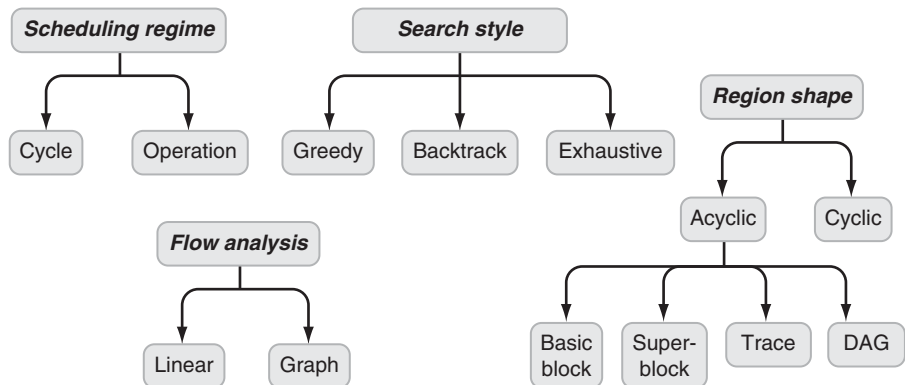 Scheduling regime
Cycle
Operation
Search style
Greedy
Backtrack
Exhaustive
Region shape
Acyclic
Cyclic
Basic
block
Super-
block
Trace
DAG
Flow analysis
Linear
Graph